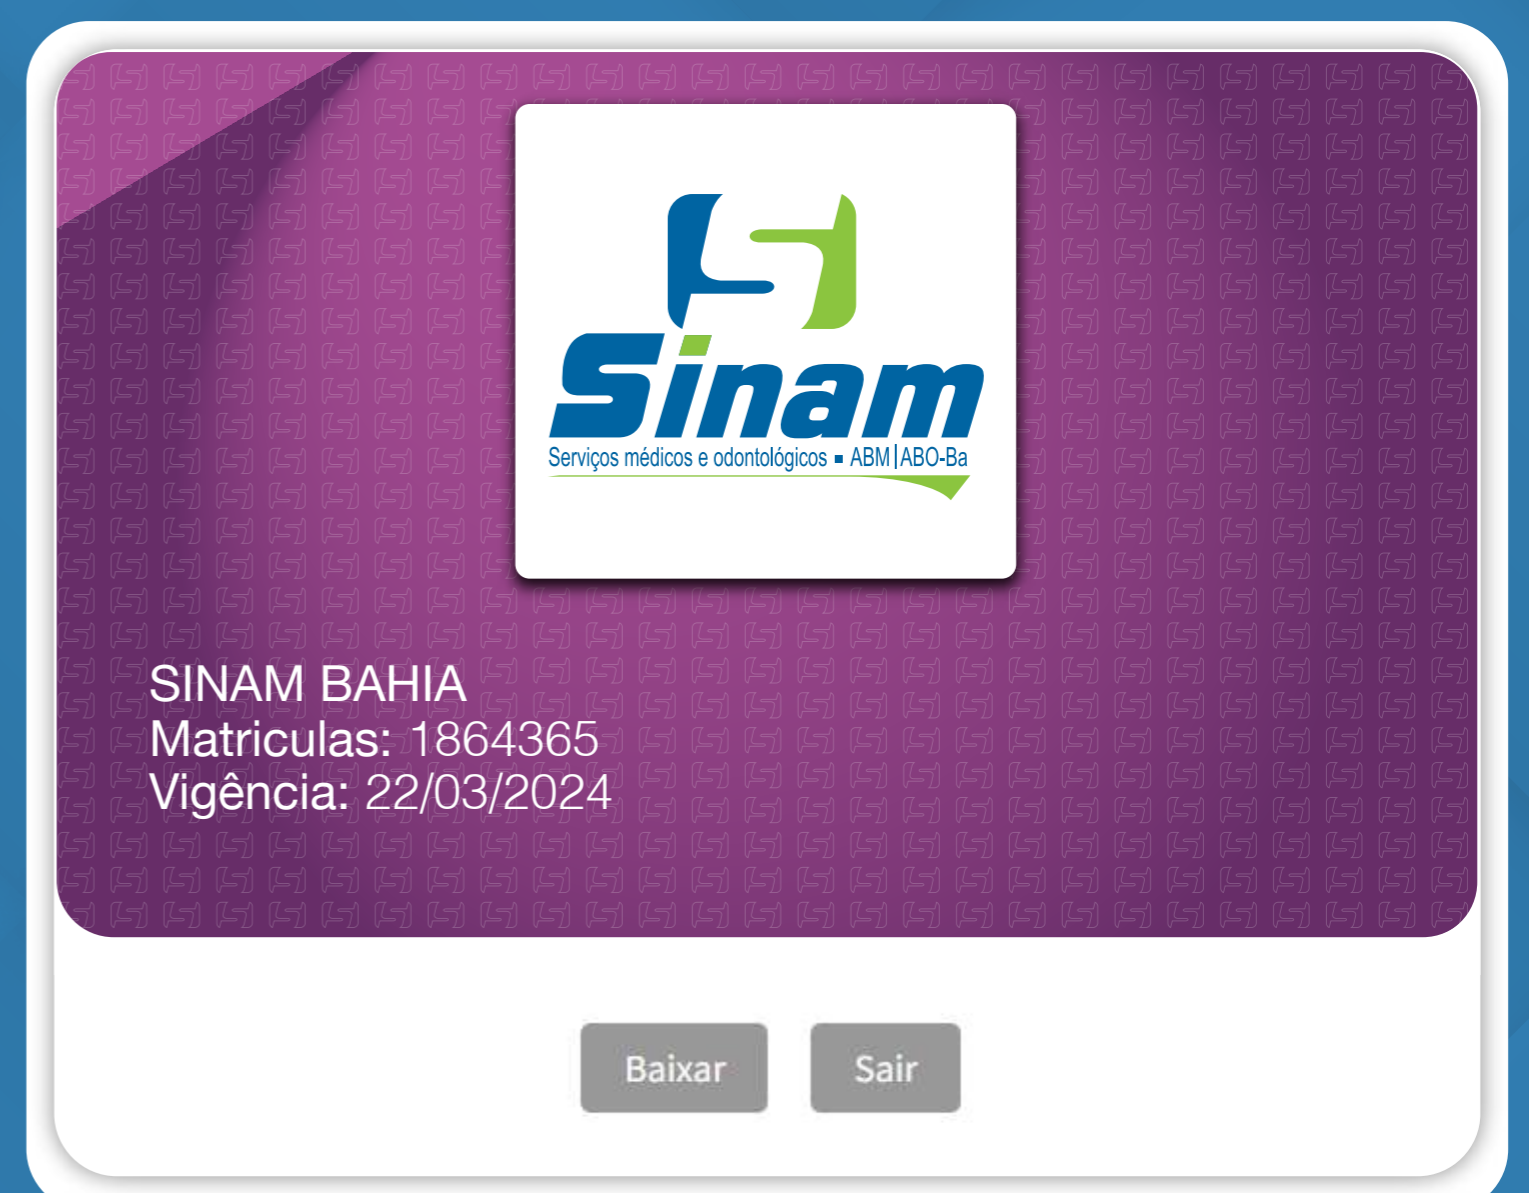 Sinam
Serviços médicos e odontológicos ▪ ABM|ABO-Ba
SINAM BAHIA
Matriculas: 1864365
Vigência: 22/03/2024
Baixar
Sair